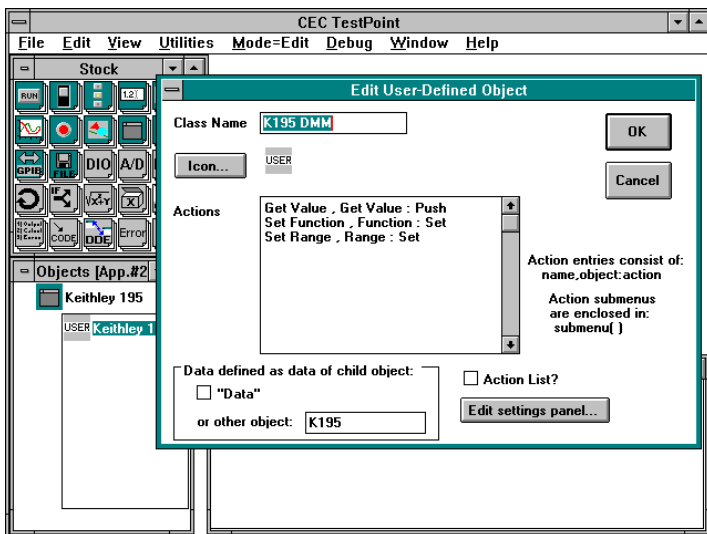 CEC TestPoint
File Edit View Utilities Mode=Edit Debug Window Help
Stock
RUN
1.2
GPIB FILE DIO A/D
IF √X+Y X
CODE DDE Error
Objects [App.#2
Keithley 195
USER Keithley 1
Edit User-Defined Object
Class Name K195 DMM
Icon... USER
OK
Cancel
Actions
Get Value , Get Value : Push
Set Function , Function : Set
Set Range , Range : Set
Action entries consist of:
name,object:action
Action submenus
are enclosed in:
submenu( )
Data defined as data of child object:
"Data"
or other object: K195
Action List?
Edit settings panel...